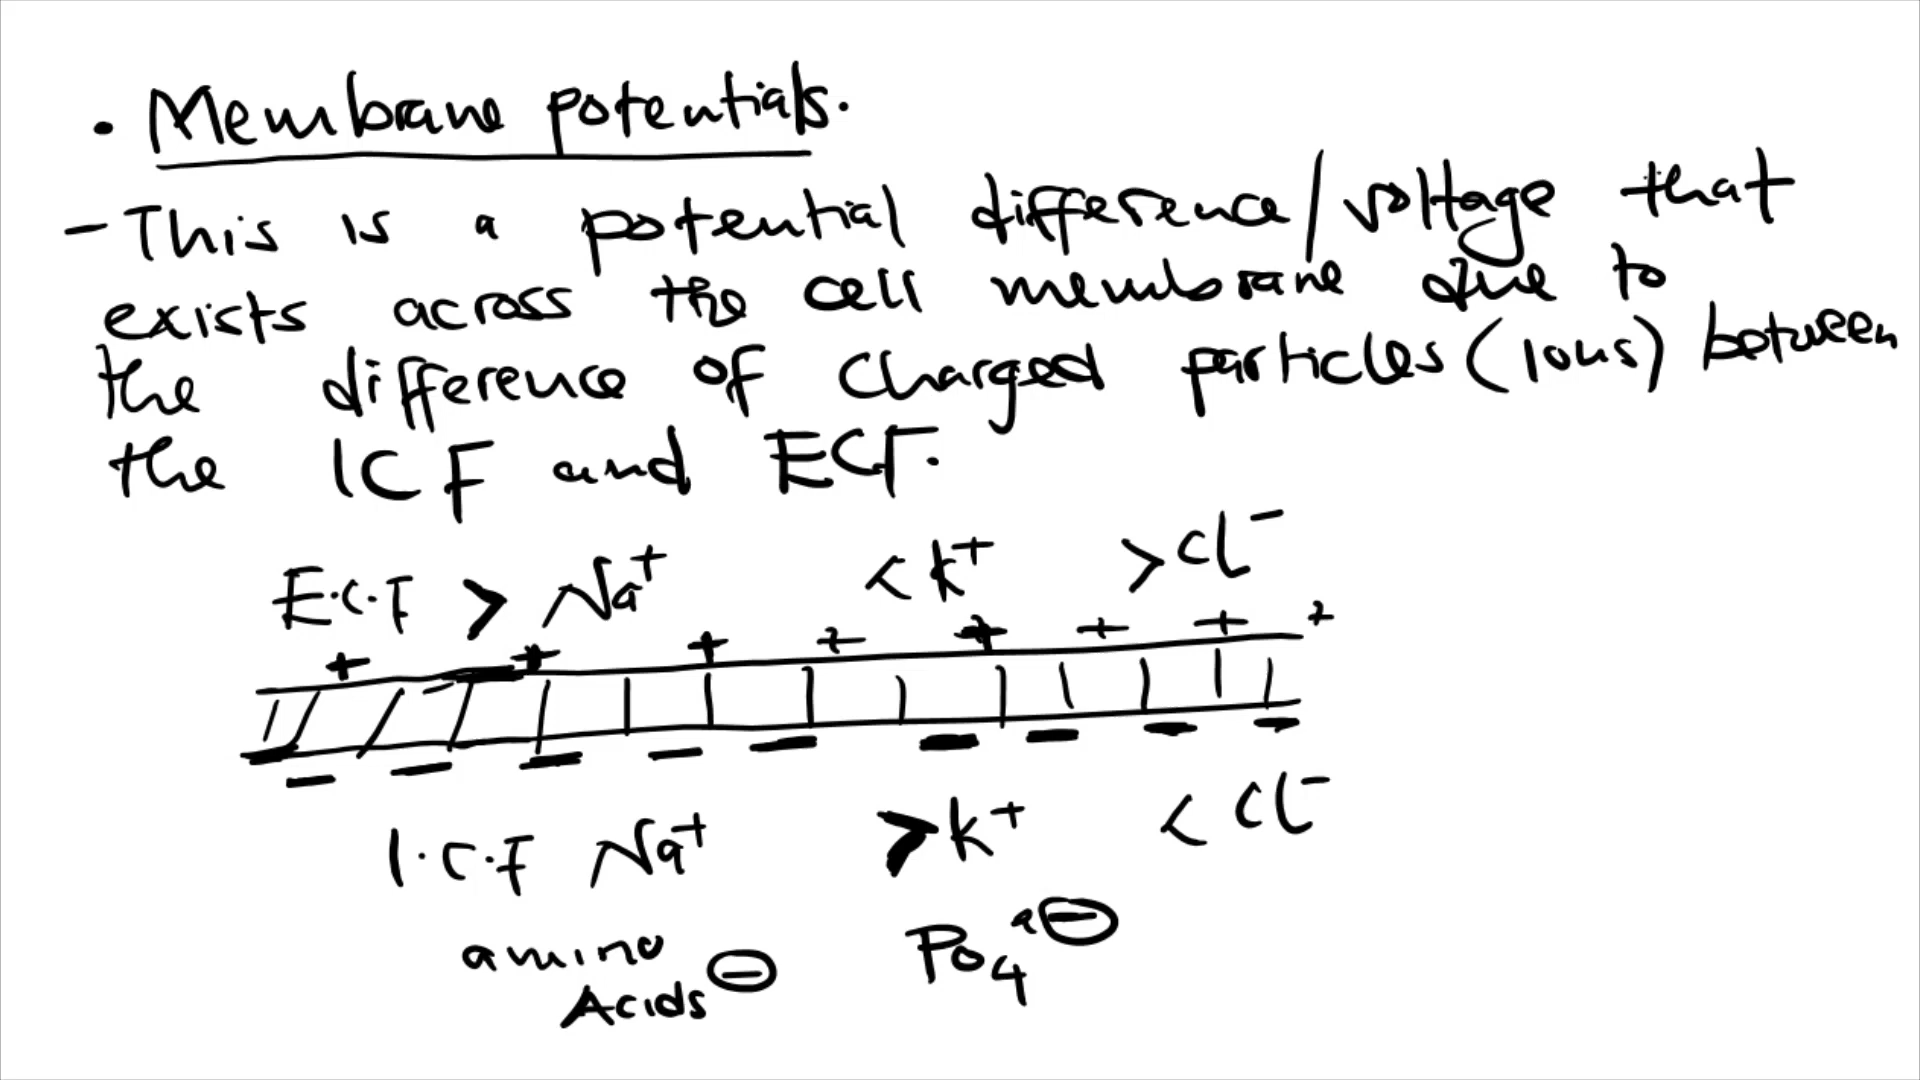 • Membrane potentials.
- This is a potential difference/voltage that
exists across the cell membrane due to
the difference of charged particles (ions) between
the ICF and ECF.
E.C.F > Na+ < K+ > Cl-
+ + + + + + + +
- - - - - - - -
I.C.F Na+ > K+ < Cl-
amino Po4 -
Acids -